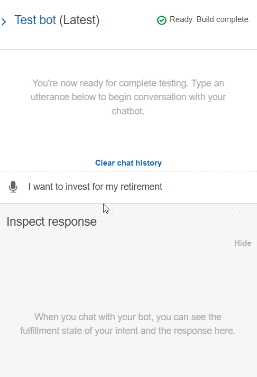 Test bot (Latest)
Ready. Build complete.
You're now ready for complete testing. Type an
utterance below to begin conversation with your
chatbot.
Clear chat history
I want to invest for my retirement
Inspect response
Hide
When you chat with your bot, you can see the
fulfillment state of your intent and the response here.